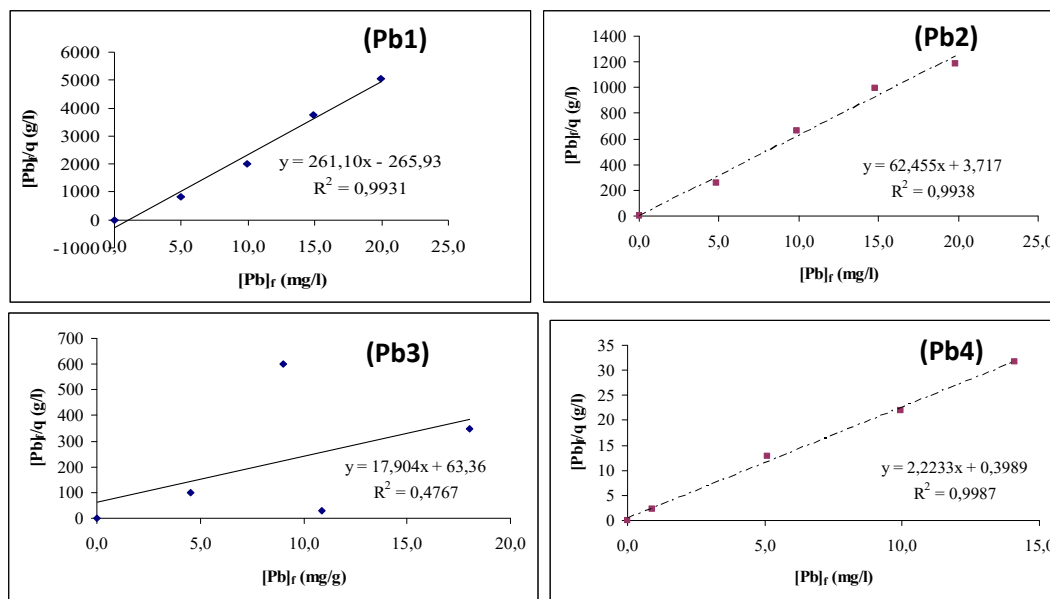 (Pb1)
6000
5000
4000
3000
2000
1000
0
-1000
0,0
5,0
10,0
15,0
20,0
25,0
[Pb]f/q (g/l)
y = 261,10x - 265,93
R² = 0,9931
[Pb]f (mg/l)
(Pb2)
1400
1200
1000
800
600
400
200
0
0,0
5,0
10,0
15,0
20,0
25,0
[Pb]f/q (g/l)
y = 62,455x + 3,717
R² = 0,9938
[Pb]f (mg/l)
(Pb3)
700
600
500
400
300
200
100
0
0,0
5,0
10,0
15,0
20,0
[Pb]f/q (g/l)
y = 17,904x + 63,36
R² = 0,4767
[Pb]f (mg/g)
(Pb4)
35
30
25
20
15
10
5
0
0,0
5,0
10,0
15,0
[Pb]f/q (g/l)
y = 2,2233x + 0,3989
R² = 0,9987
[Pb]f (mg/l)